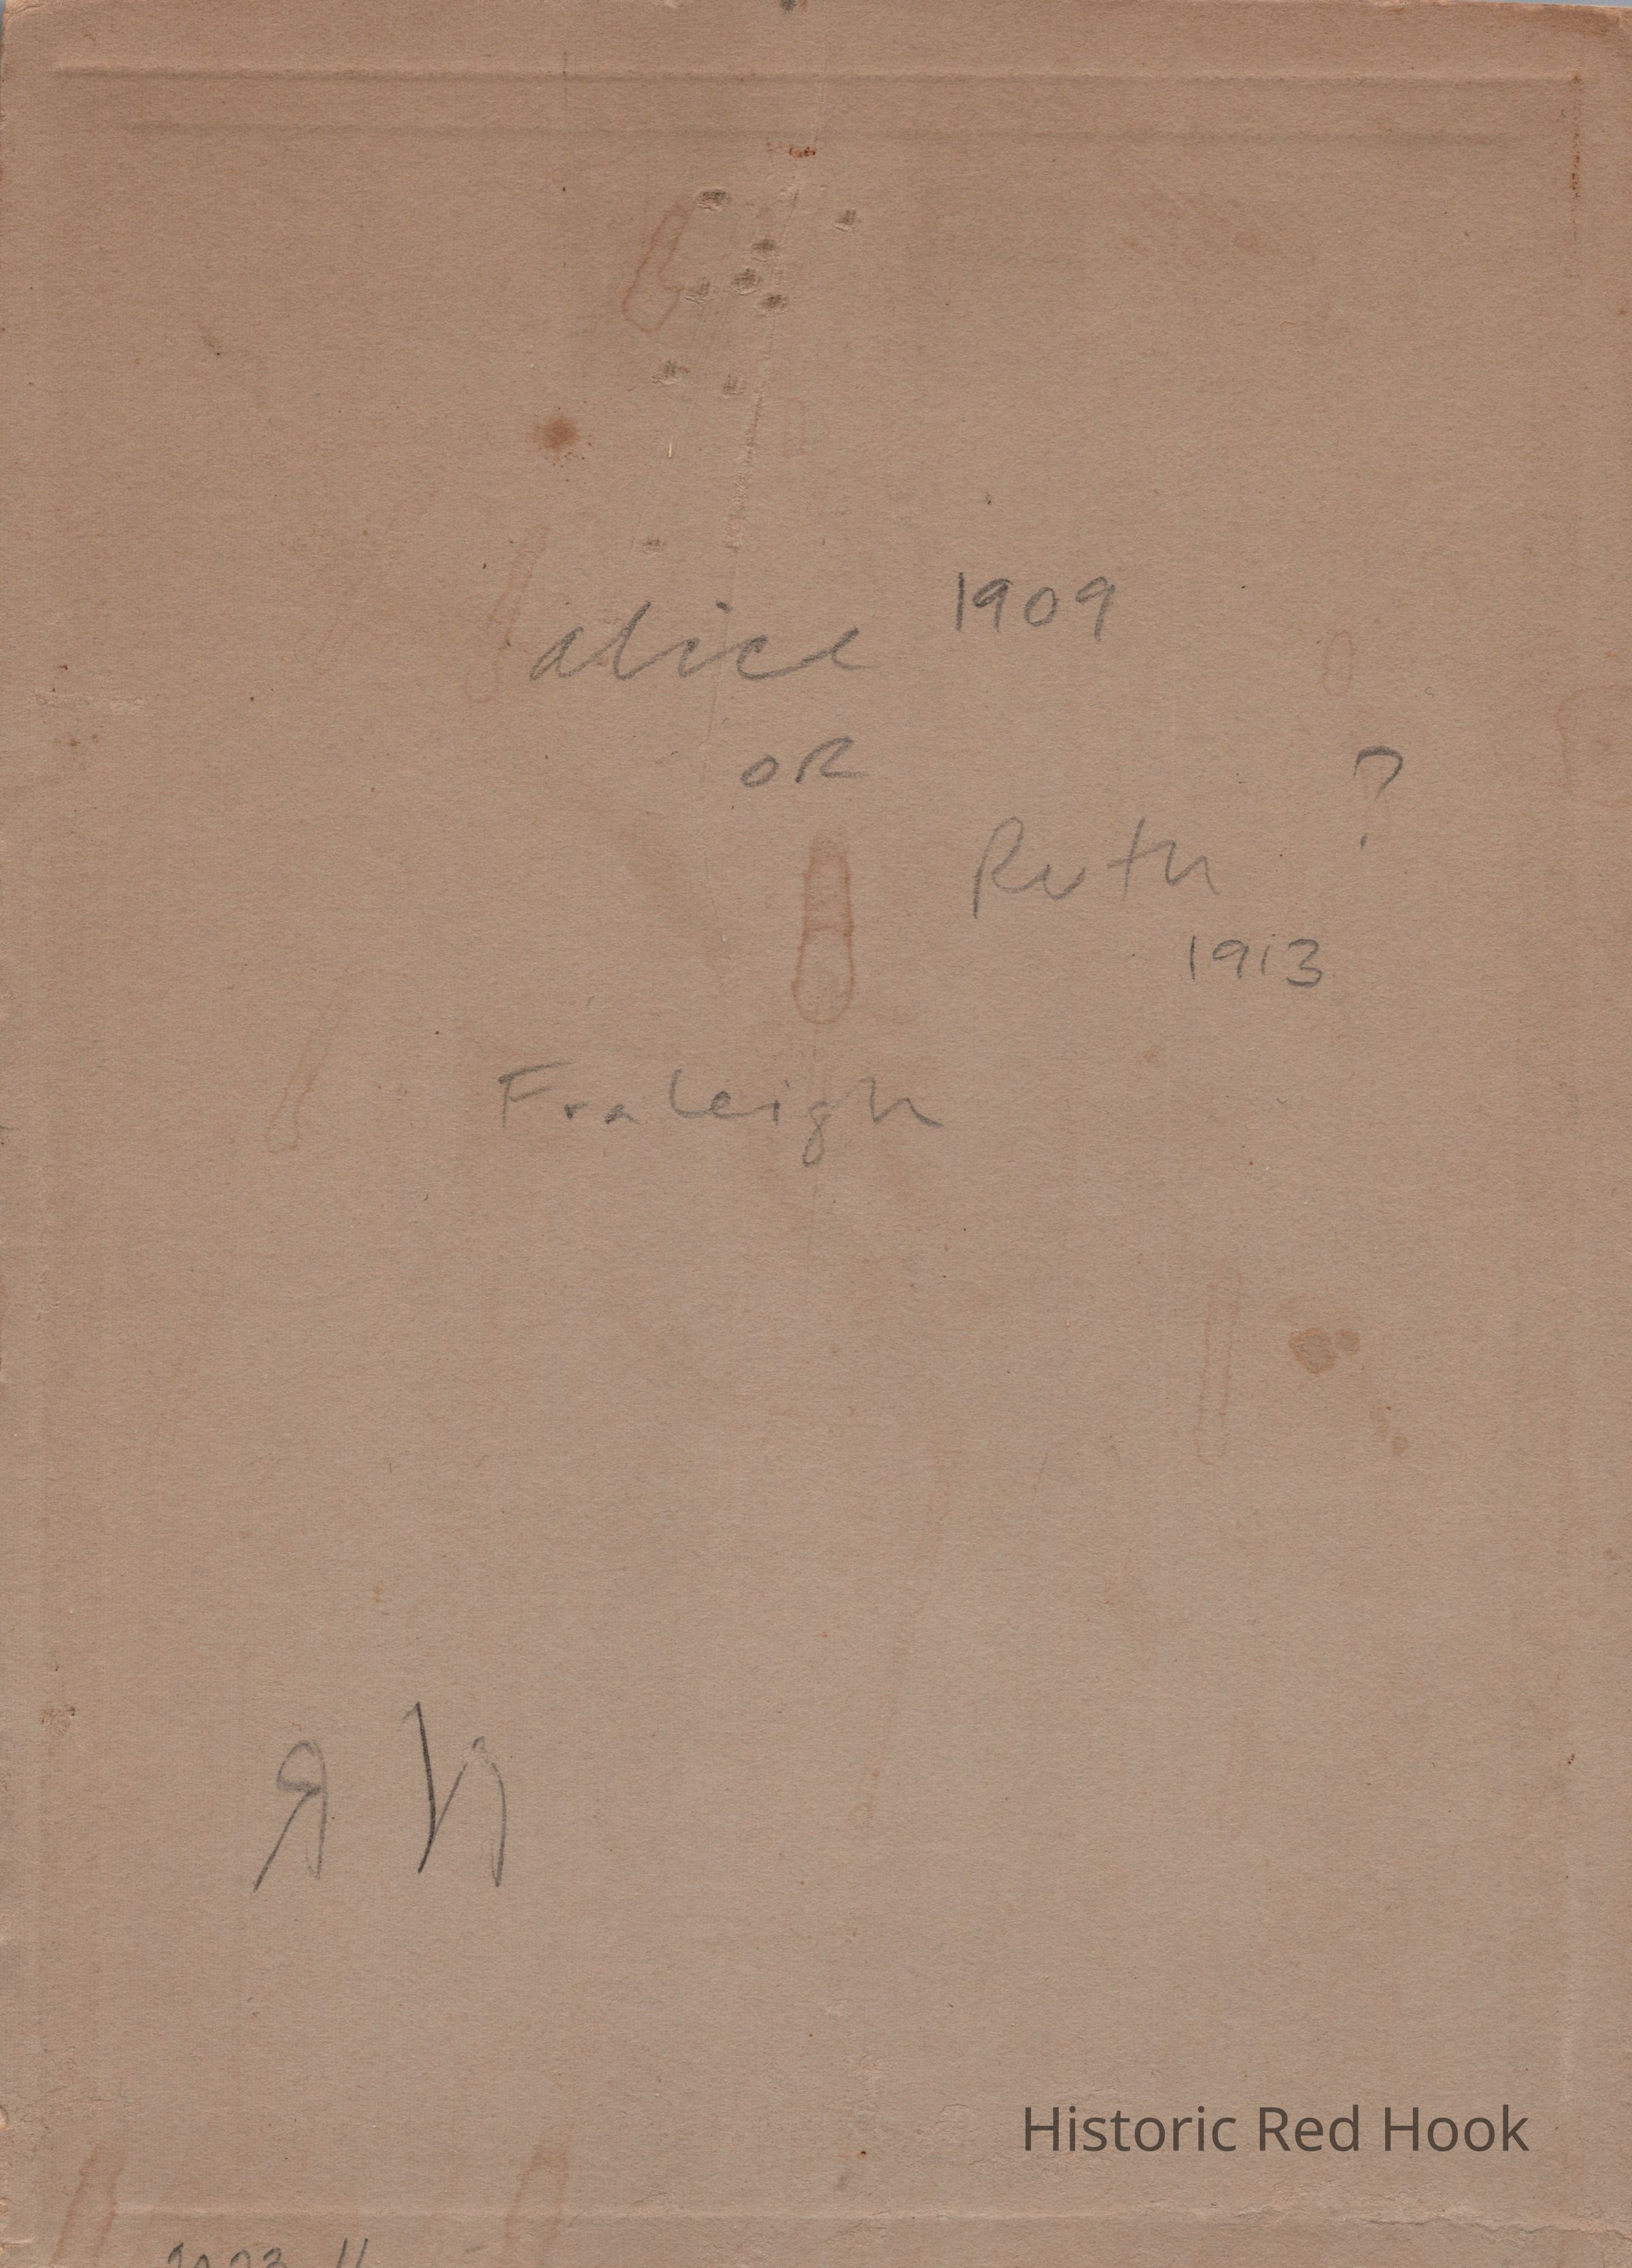 alice 1909
OR
Ruth ?
1913
Fraleigh
Historic Red Hook